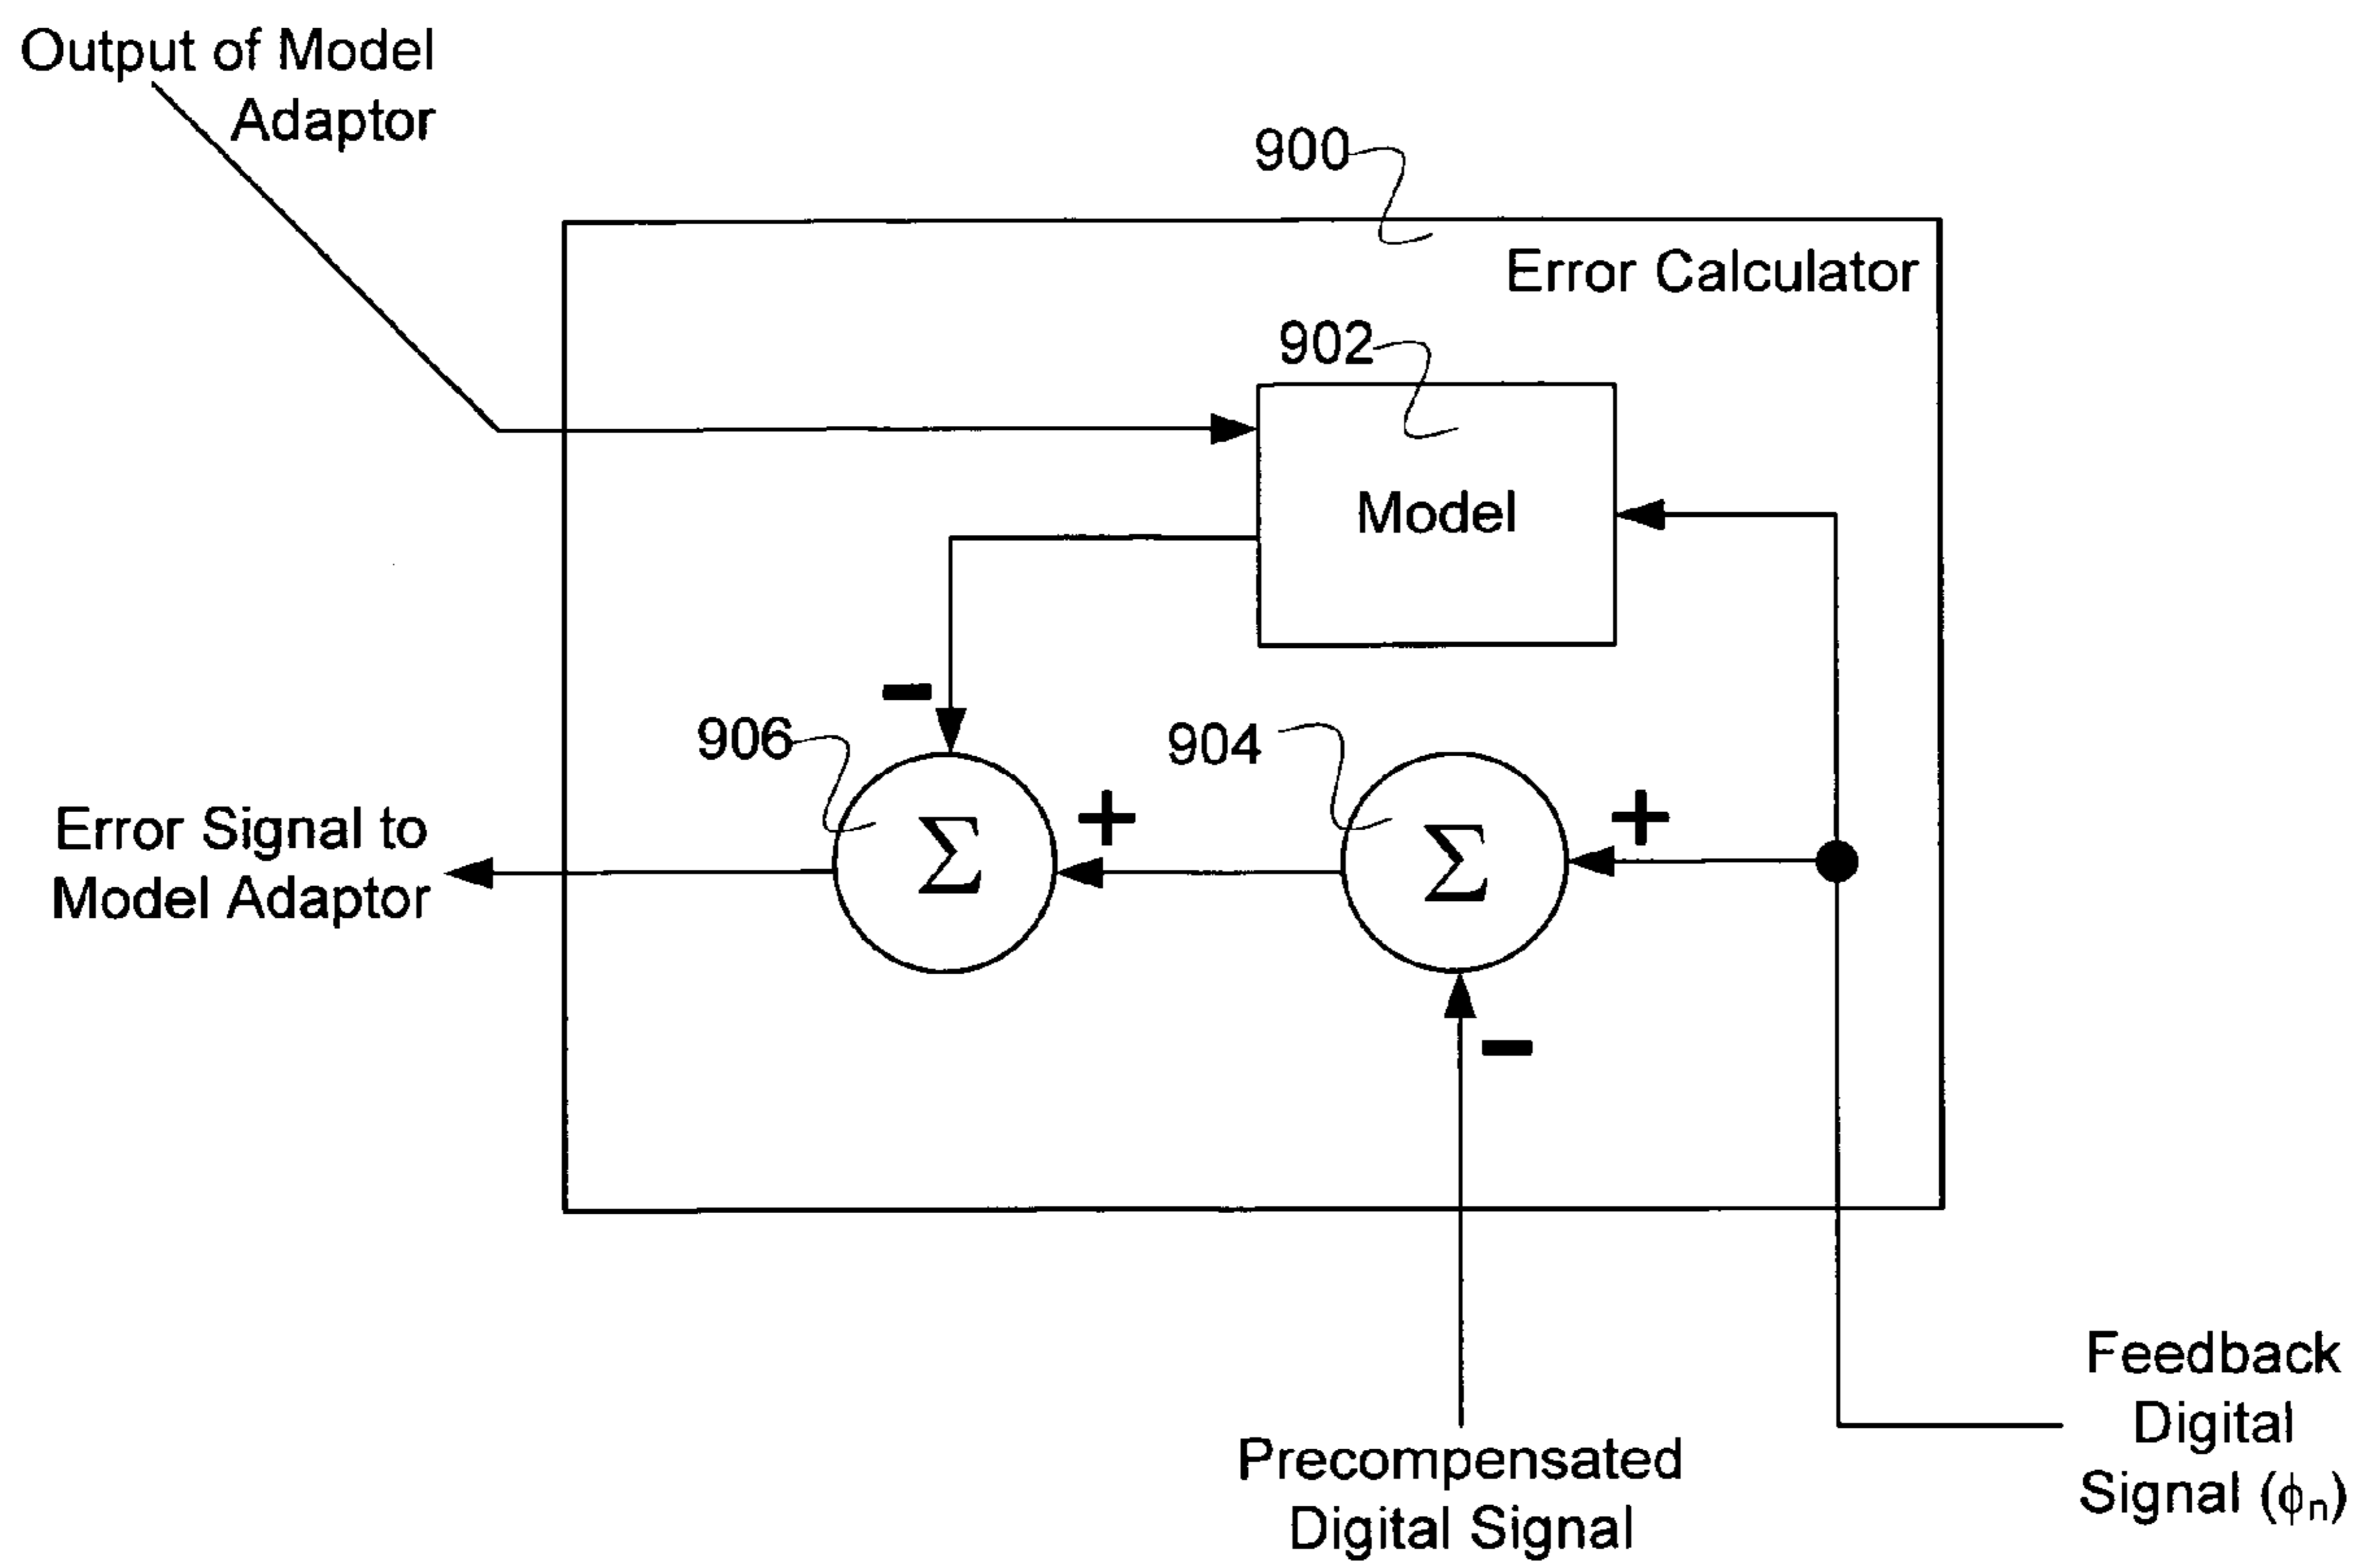 Output of Model
Adaptor
900
Error Calculator
902
Model
-
906
904
+
+
Σ
Σ
Error Signal to
Model Adaptor
-
Precompensated
Digital Signal
Feedback
Digital
Signal (ϕn)